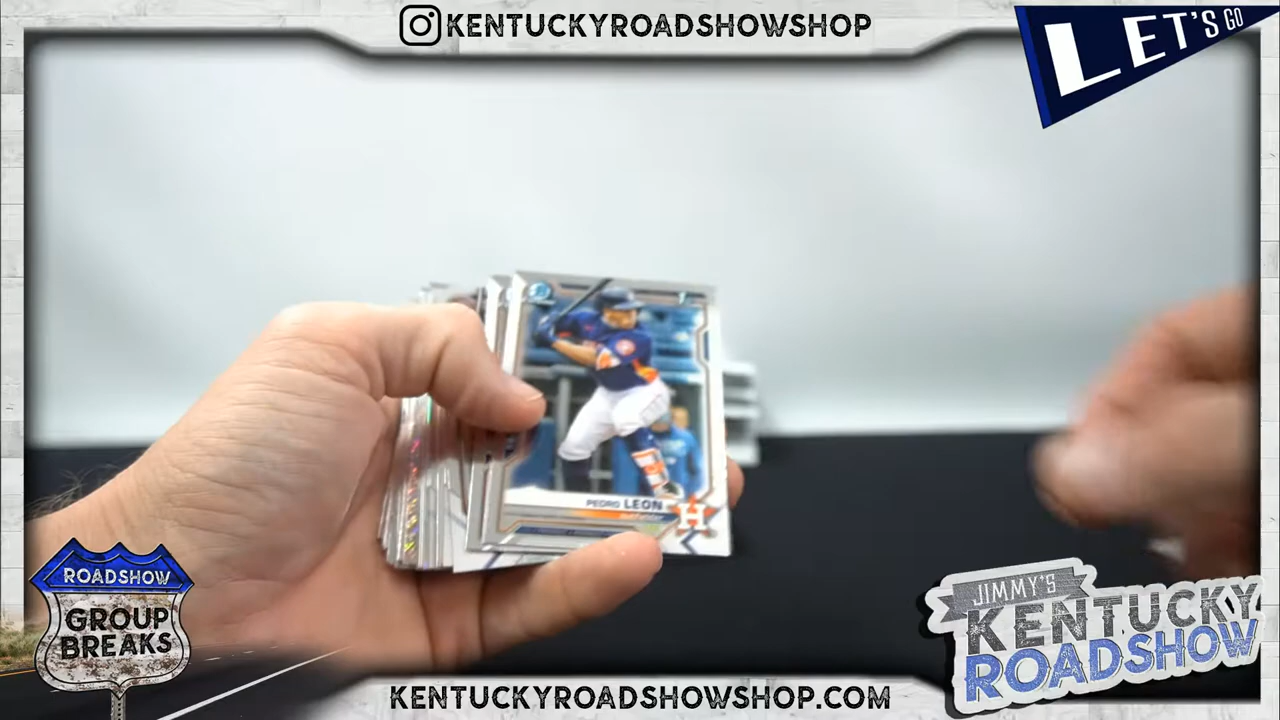 KENTUCKYROADSHOWSHOP
LET'S GO
PEDRO LEON
H
ROADSHOW
GROUP
BREAKS
JIMMY'S
KENTUCKY
ROADSHOW
KENTUCKYROADSHOWSHOP.COM